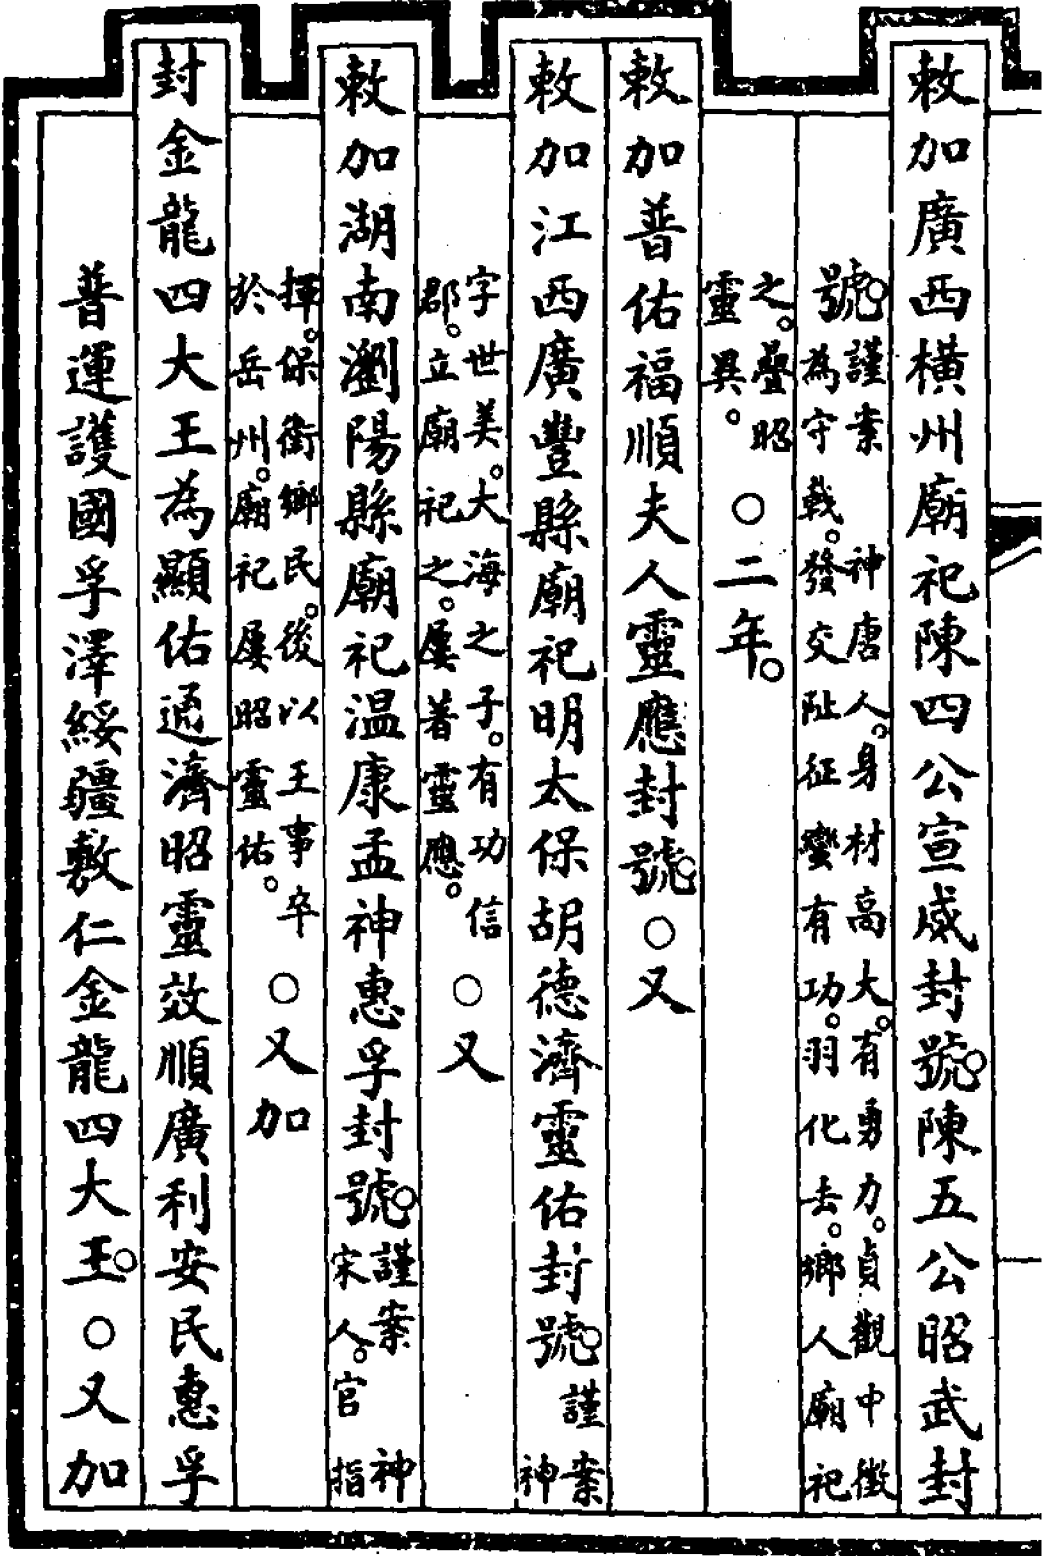 敕加廣西橫州廟祀陳四公宣威封號。陳五公昭武封
號。謹案 神唐人。身材高大。有勇力。貞觀中徵
為守戟。發交阯征蠻有功。羽化去。鄉人廟祀
之。疊昭
靈異。○二年。
敕加普佑福順夫人靈應封號。○又
敕加江西廣豐縣廟祀明太保胡德濟靈佑封號。謹案
神
字世美。大海之子。有功信
郡。立廟祀之。屢著靈應。○又
敕加湖南瀏陽縣廟祀温康孟神惠孚封號。謹案 神
宋人。官指
揮。保衛鄉民。後以王事卒
於岳州。廟祀屢昭靈佑。○又加
封金龍四大王為顯佑通濟昭靈效順廣利安民惠孚
普運護國孚澤綏疆敷仁金龍四大王。○又加